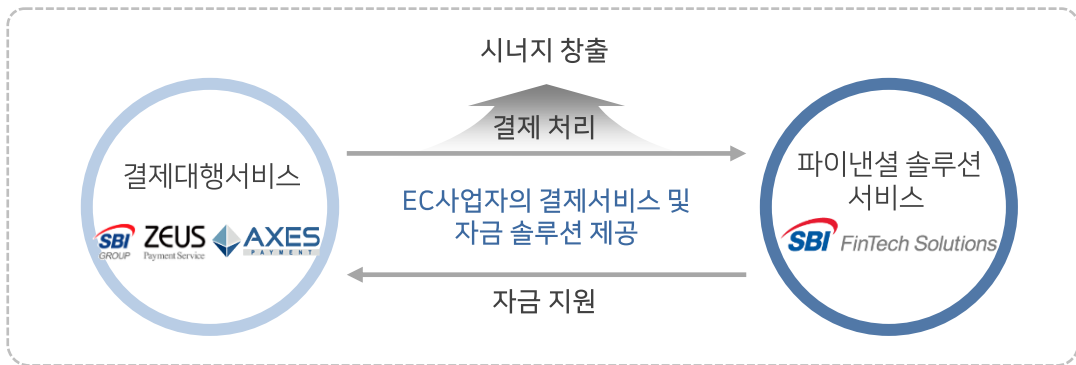 시너지 창출
결제 처리
결제대행서비스
SBI
GROUP
ZEUS
Payment Service
AXES
PAYMENT
EC사업자의 결제서비스 및
자금 솔루션 제공
파이낸셜 솔루션
서비스
SBI FinTech Solutions
자금 지원